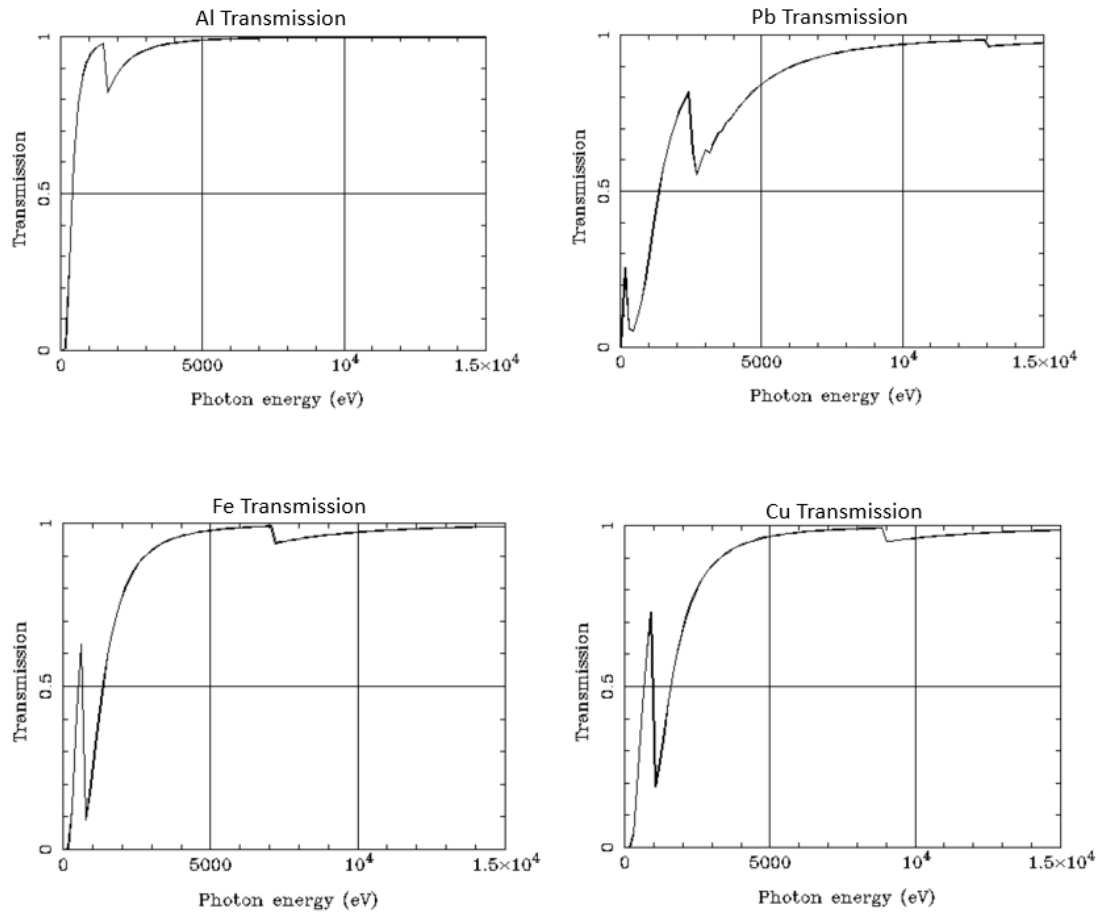 Al Transmission
1
0.5
0
Transmission
0
5000
10⁴
1.5×10⁴
Photon energy (eV)
Pb Transmission
1
0.5
0
Transmission
0
5000
10⁴
1.5×10⁴
Photon energy (eV)
Fe Transmission
1
0.5
0
Transmission
0
5000
10⁴
1.5×10⁴
Photon energy (eV)
Cu Transmission
1
0.5
0
Transmission
0
5000
10⁴
1.5×10⁴
Photon energy (eV)